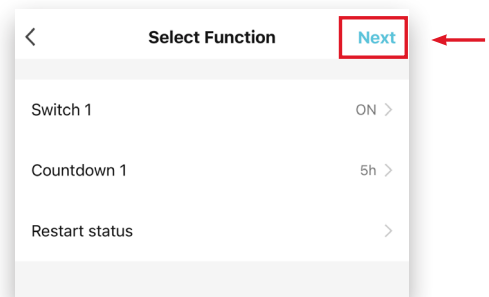 Select Function Next
Switch 1 ON
Countdown 1 5h
Restart status